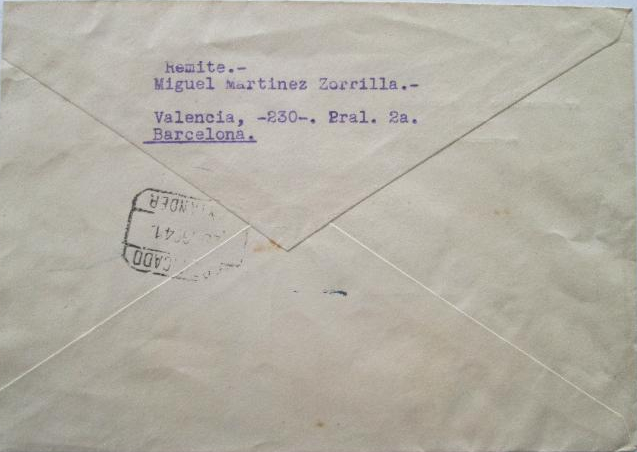 Remite.-
Miguel Martinez Zorrilla.-
Valencia, -230-. Pral. 2a.
Barcelona.